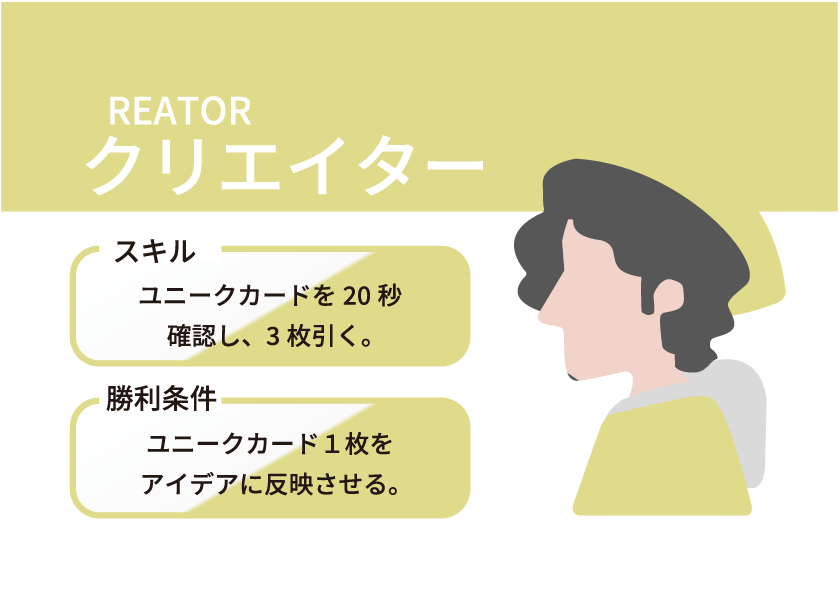 REATOR
クリエイター
スキル
ユニークカードを 20 秒
確認し、3 枚引く。
勝利条件
ユニークカード１枚を
アイデアに反映させる。